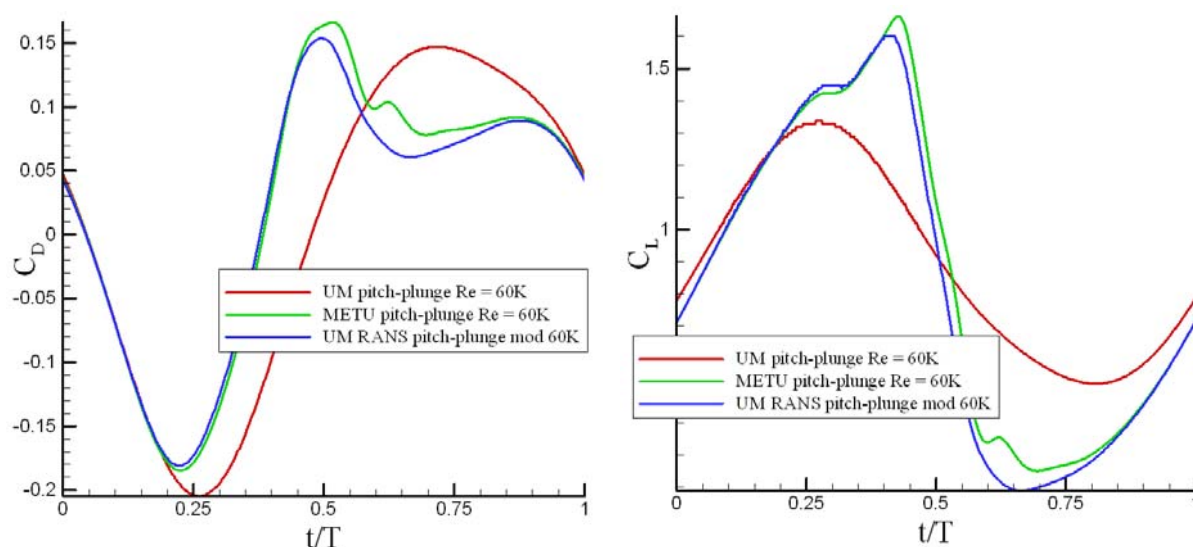 0.15
0.1
0.05
0
-0.05
-0.1
-0.15
-0.2
C_D
0
0.25
0.5
0.75
1
t/T
UM pitch-plunge Re = 60K
METU pitch-plunge Re = 60K
UM RANS pitch-plunge mod 60K
1.5
1
C_L
0
0.25
0.5
0.75
1
t/T
UM pitch-plunge Re = 60K
METU pitch-plunge Re = 60K
UM RANS pitch-plunge mod 60K